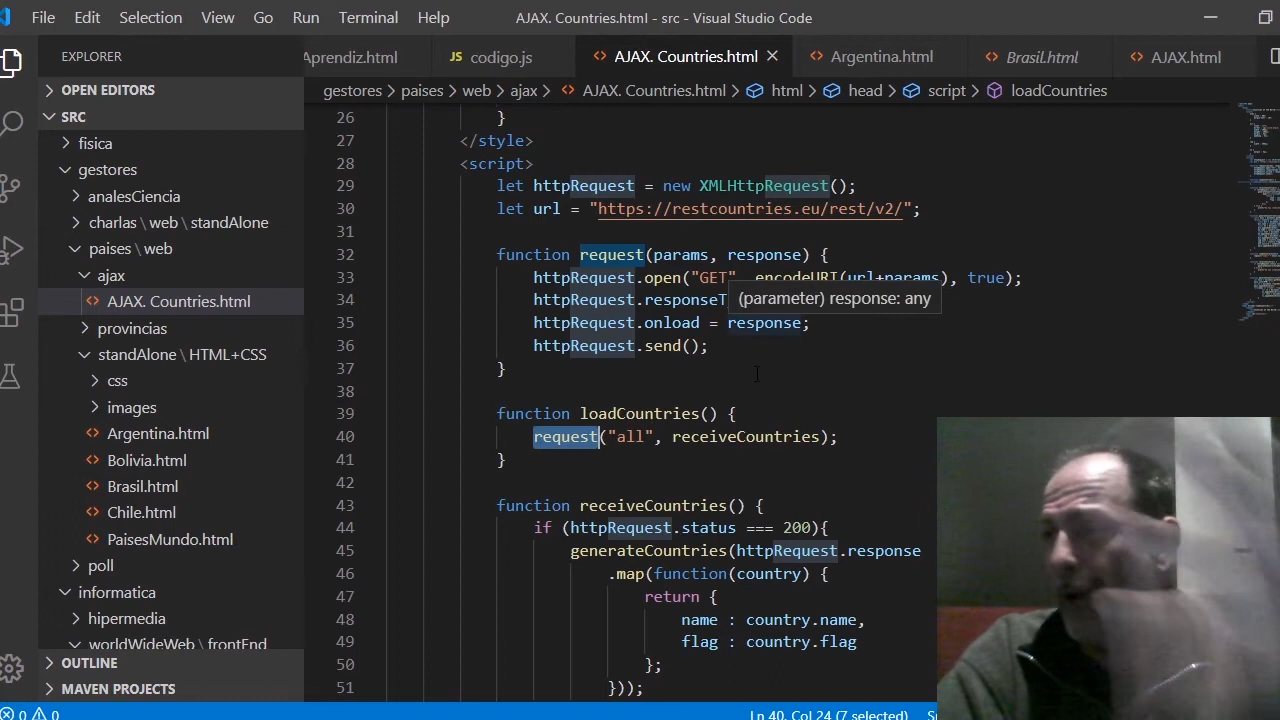 File Edit Selection View Go Run Terminal Help AJAX. Countries.html - src - Visual Studio Code
EXPLORER
OPEN EDITORS
SRC
fisica
gestores
analesCiencia
charlas \ web \ standAlone
paises \ web
ajax
AJAX. Countries.html
provincias
standAlone \ HTML+CSS
css
images
Argentina.html
Bolivia.html
Brasil.html
Chile.html
PaisesMundo.html
poll
informatica
hipermedia
worldWideWeb \ frontEnd
OUTLINE
MAVEN PROJECTS
Aprendiz.html JS codigo.js AJAX. Countries.html Argentina.html Brasil.html AJAX.html
gestores > paises > web > ajax > AJAX. Countries.html > html > head > script > loadCountries
26 }
27 </style>
28 <script>
29 let httpRequest = new XMLHttpRequest();
30 let url = "https://restcountries.eu/rest/v2/";
31
32 function request(params, response) {
33 httpRequest.open("GET", encodeURI(url+params), true);
34 httpRequest.responseT
(parameter) response: any
35 httpRequest.onload = response;
36 httpRequest.send();
37 }
38
39 function loadCountries() {
40 request("all", receiveCountries);
41 }
42
43 function receiveCountries() {
44 if (httpRequest.status === 200){
45 generateCountries(httpRequest.response
46 .map(function(country) {
47 return {
48 name : country.name,
49 flag : country.flag
50 };
51 }));
0 0 Ln 40, Col 24 (7 selected)